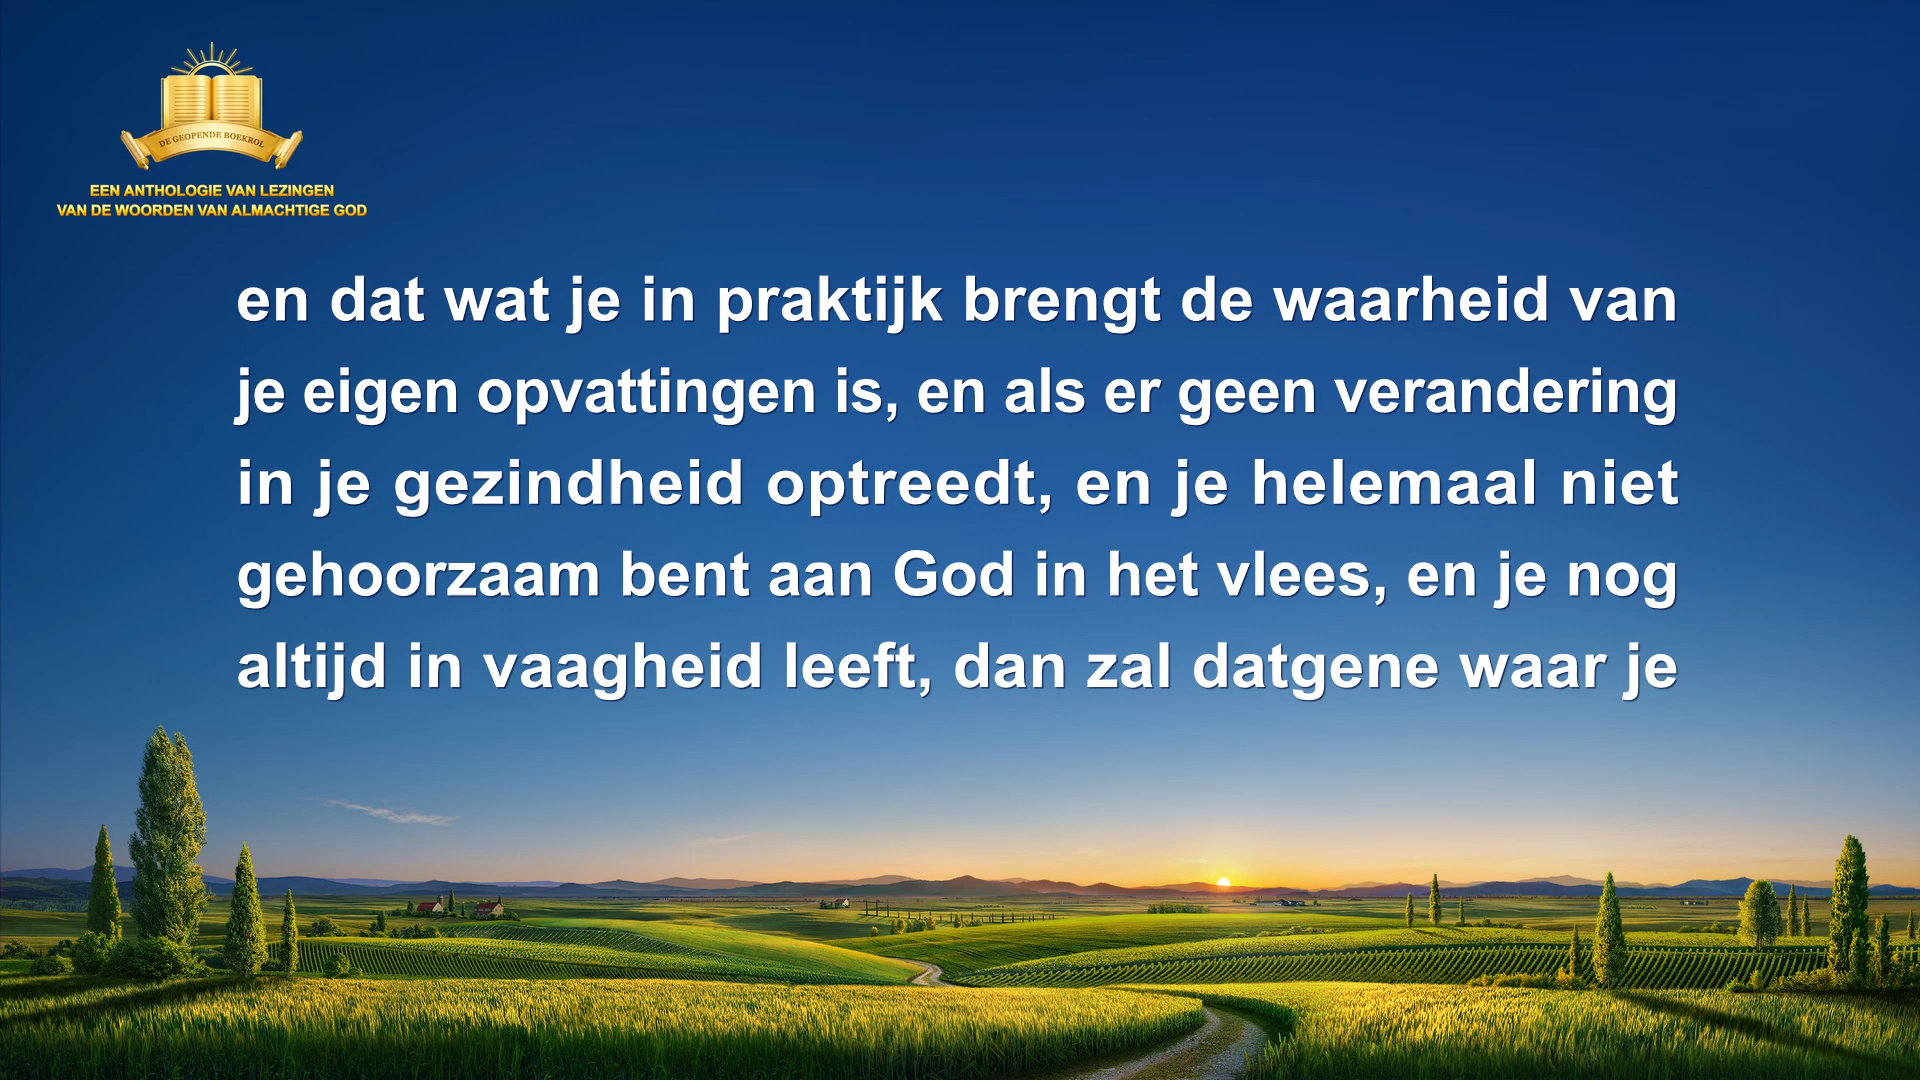 DE GEOPENDE BOEKROL
EEN ANTHOLOGIE VAN LEZINGEN
VAN DE WOORDEN VAN ALMACHTIGE GOD
en dat wat je in praktijk brengt de waarheid van
je eigen opvattingen is, en als er geen verandering
in je gezindheid optreedt, en je helemaal niet
gehoorzaam bent aan God in het vlees, en je nog
altijd in vaagheid leeft, dan zal datgene waar je